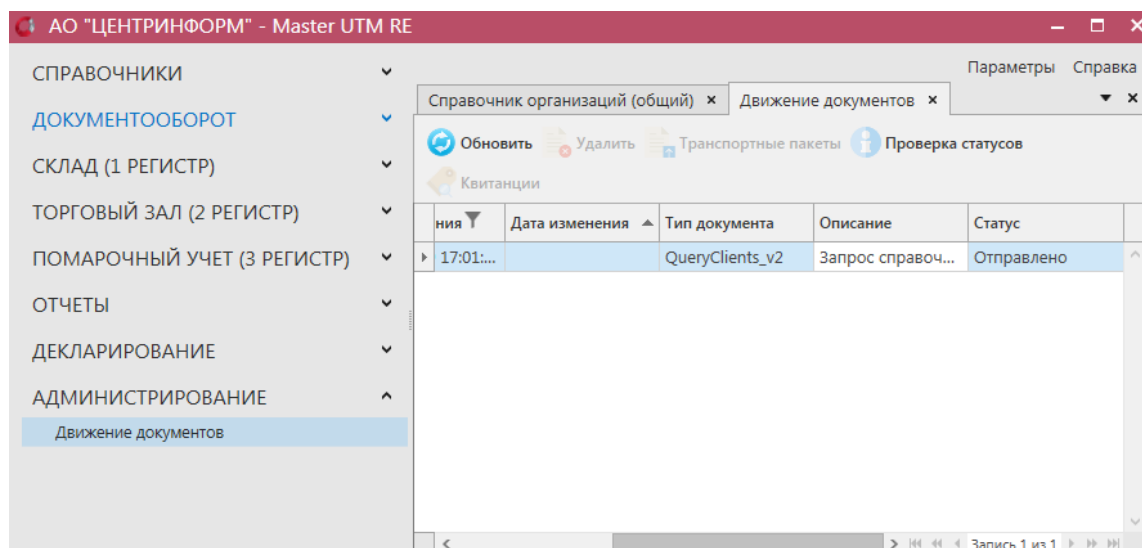 АО "ЦЕНТРИНФОРМ" - Master UTM RE
СПРАВОЧНИКИ
ДОКУМЕНТООБОРОТ
СКЛАД (1 РЕГИСТР)
ТОРГОВЫЙ ЗАЛ (2 РЕГИСТР)
ПОМАРОЧНЫЙ УЧЕТ (3 РЕГИСТР)
ОТЧЕТЫ
ДЕКЛАРИРОВАНИЕ
АДМИНИСТРИРОВАНИЕ
Движение документов
Параметры Справка
Справочник организаций (общий) Движение документов
Обновить Удалить Транспортные пакеты Проверка статусов
Квитанции
ния Дата изменения Тип документа Описание Статус
17:01:... QueryClients_v2 Запрос справоч... Отправлено
Запись 1 из 1